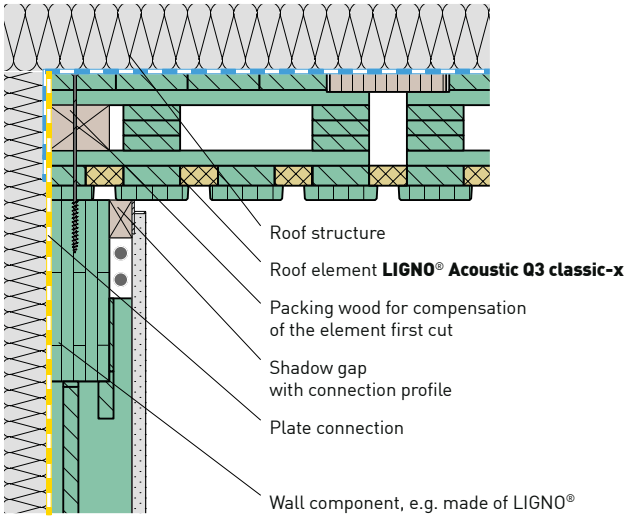 Roof structure
Roof element LIGNO® Acoustic Q3 classic-x
Packing wood for compensation
of the element first cut
Shadow gap
with connection profile
Plate connection
Wall component, e.g. made of LIGNO®